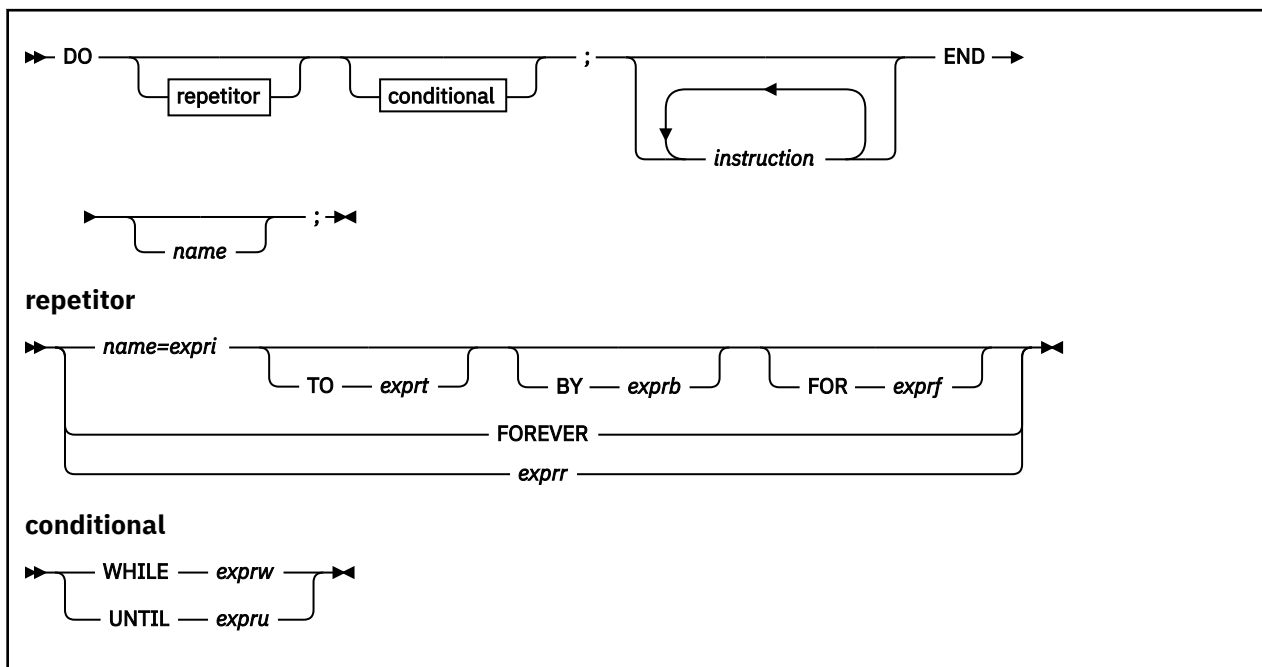 DO ; END
repetitor conditional
instruction
;
name
repetitor
name=expri
TO exprt BY exprb FOR exprf
FOREVER
exprr
conditional
WHILE exprw
UNTIL expru